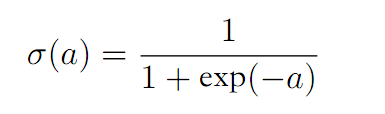 σ(a) = 1 / (1 + exp(−a))